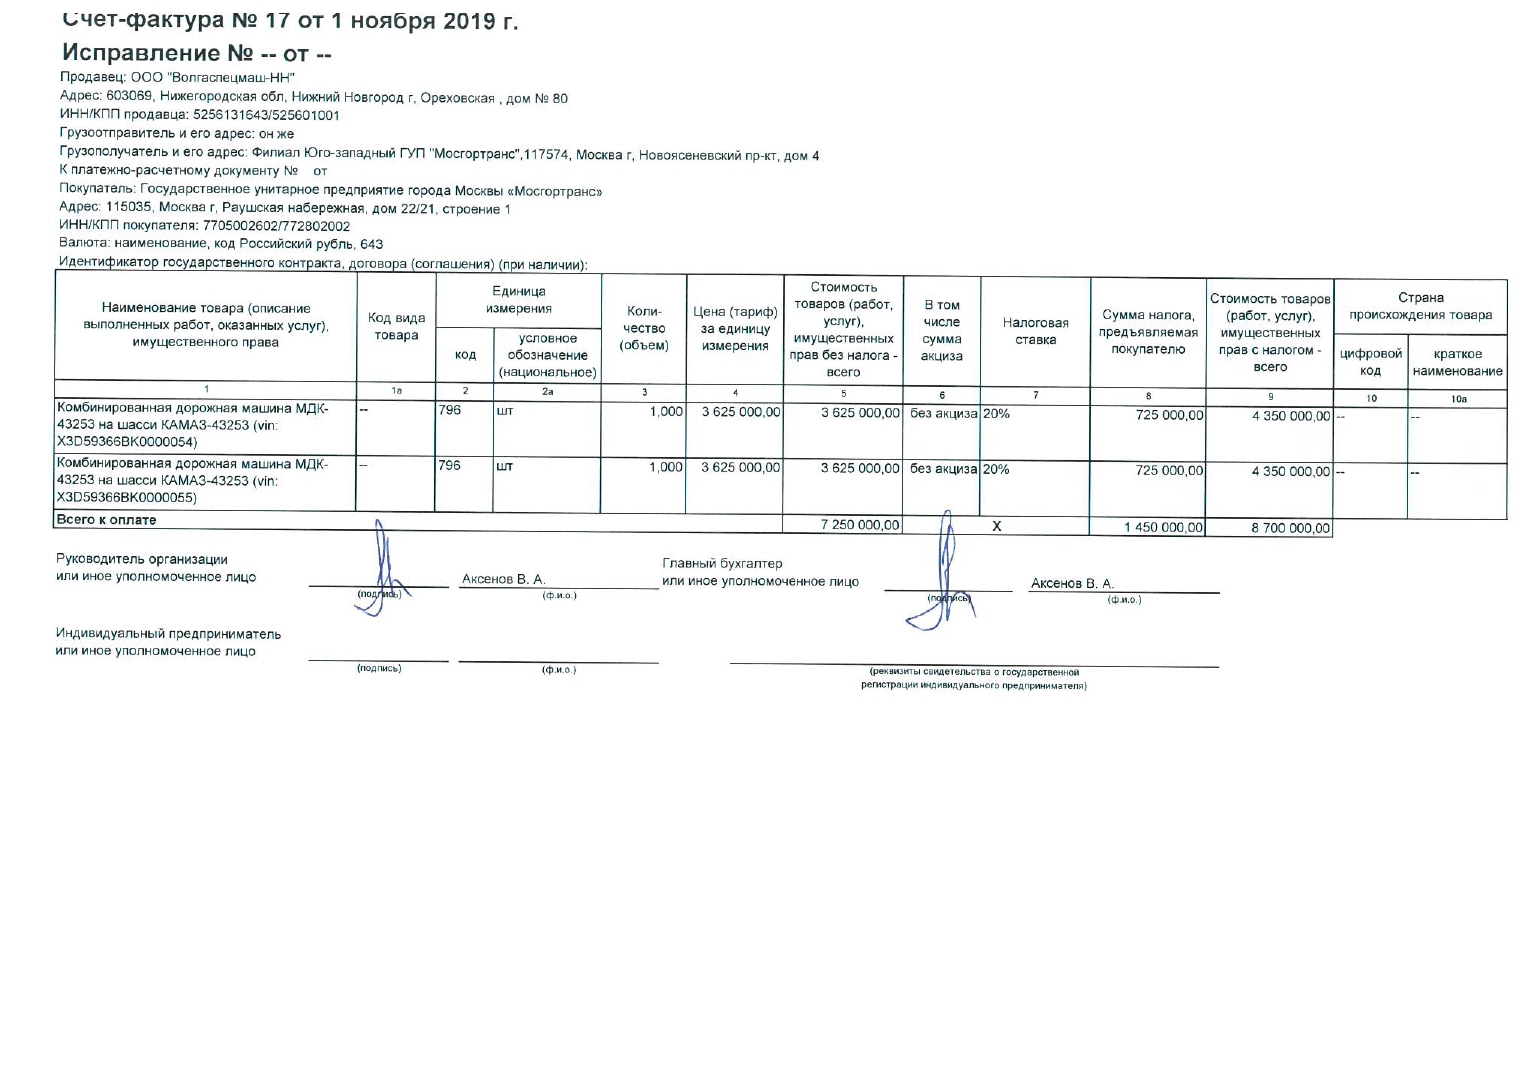 Счет-фактура № 17 от 1 ноября 2019 г.
Исправление № -- от --
Продавец: ООО "Волгаспецмаш-НН"
Адрес: 603069, Нижегородская обл, Нижний Новгород г, Ореховская , дом № 80
ИНН/КПП продавца: 5256131643/525601001
Грузоотправитель и его адрес: он же
Грузополучатель и его адрес: Филиал Юго-западный ГУП "Мосгортранс",117574, Москва г, Новоясеневский пр-кт, дом 4
К платежно-расчетному документу № от
Покупатель: Государственное унитарное предприятие города Москвы «Мосгортранс»
Адрес: 115035, Москва г, Раушская набережная, дом 22/21, строение 1
ИНН/КПП покупателя: 7705002602/772802002
Валюта: наименование, код Российский рубль, 643
Идентификатор государственного контракта, договора (соглашения) (при наличии):
Наименование товара (описание
выполненных работ, оказанных услуг),
имущественного права
Код вида
товара
Единица
измерения
код
условное
обозначение
(национальное)
Коли-
чество
(объем)
Цена (тариф)
за единицу
измерения
Стоимость
товаров (работ,
услуг),
имущественных
прав без налога -
всего
В том
числе
сумма
акциза
Налоговая
ставка
Сумма налога,
предъявляемая
покупателю
Стоимость товаров
(работ, услуг),
имущественных
прав с налогом -
всего
Страна
происхождения товара
цифровой
код
краткое
наименование
1 1а 2 2а 3 4 5 6 7 8 9 10 10а
Комбинированная дорожная машина МДК-
43253 на шасси КАМАЗ-43253 (vin:
X3D59366BK0000054)
-- 796 шт 1,000 3 625 000,00 3 625 000,00 без акциза 20% 725 000,00 4 350 000,00 -- --
Комбинированная дорожная машина МДК-
43253 на шасси КАМАЗ-43253 (vin:
X3D59366BK0000055)
-- 796 шт 1,000 3 625 000,00 3 625 000,00 без акциза 20% 725 000,00 4 350 000,00 -- --
Всего к оплате 7 250 000,00 Х 1 450 000,00 8 700 000,00
Руководитель организации
или иное уполномоченное лицо
Аксенов В. А.
(подпись) (ф.и.о.)
Главный бухгалтер
или иное уполномоченное лицо
Аксенов В. А.
(подпись) (ф.и.о.)
Индивидуальный предприниматель
или иное уполномоченное лицо
(подпись) (ф.и.о.)
(реквизиты свидетельства о государственной
регистрации индивидуального предпринимателя)